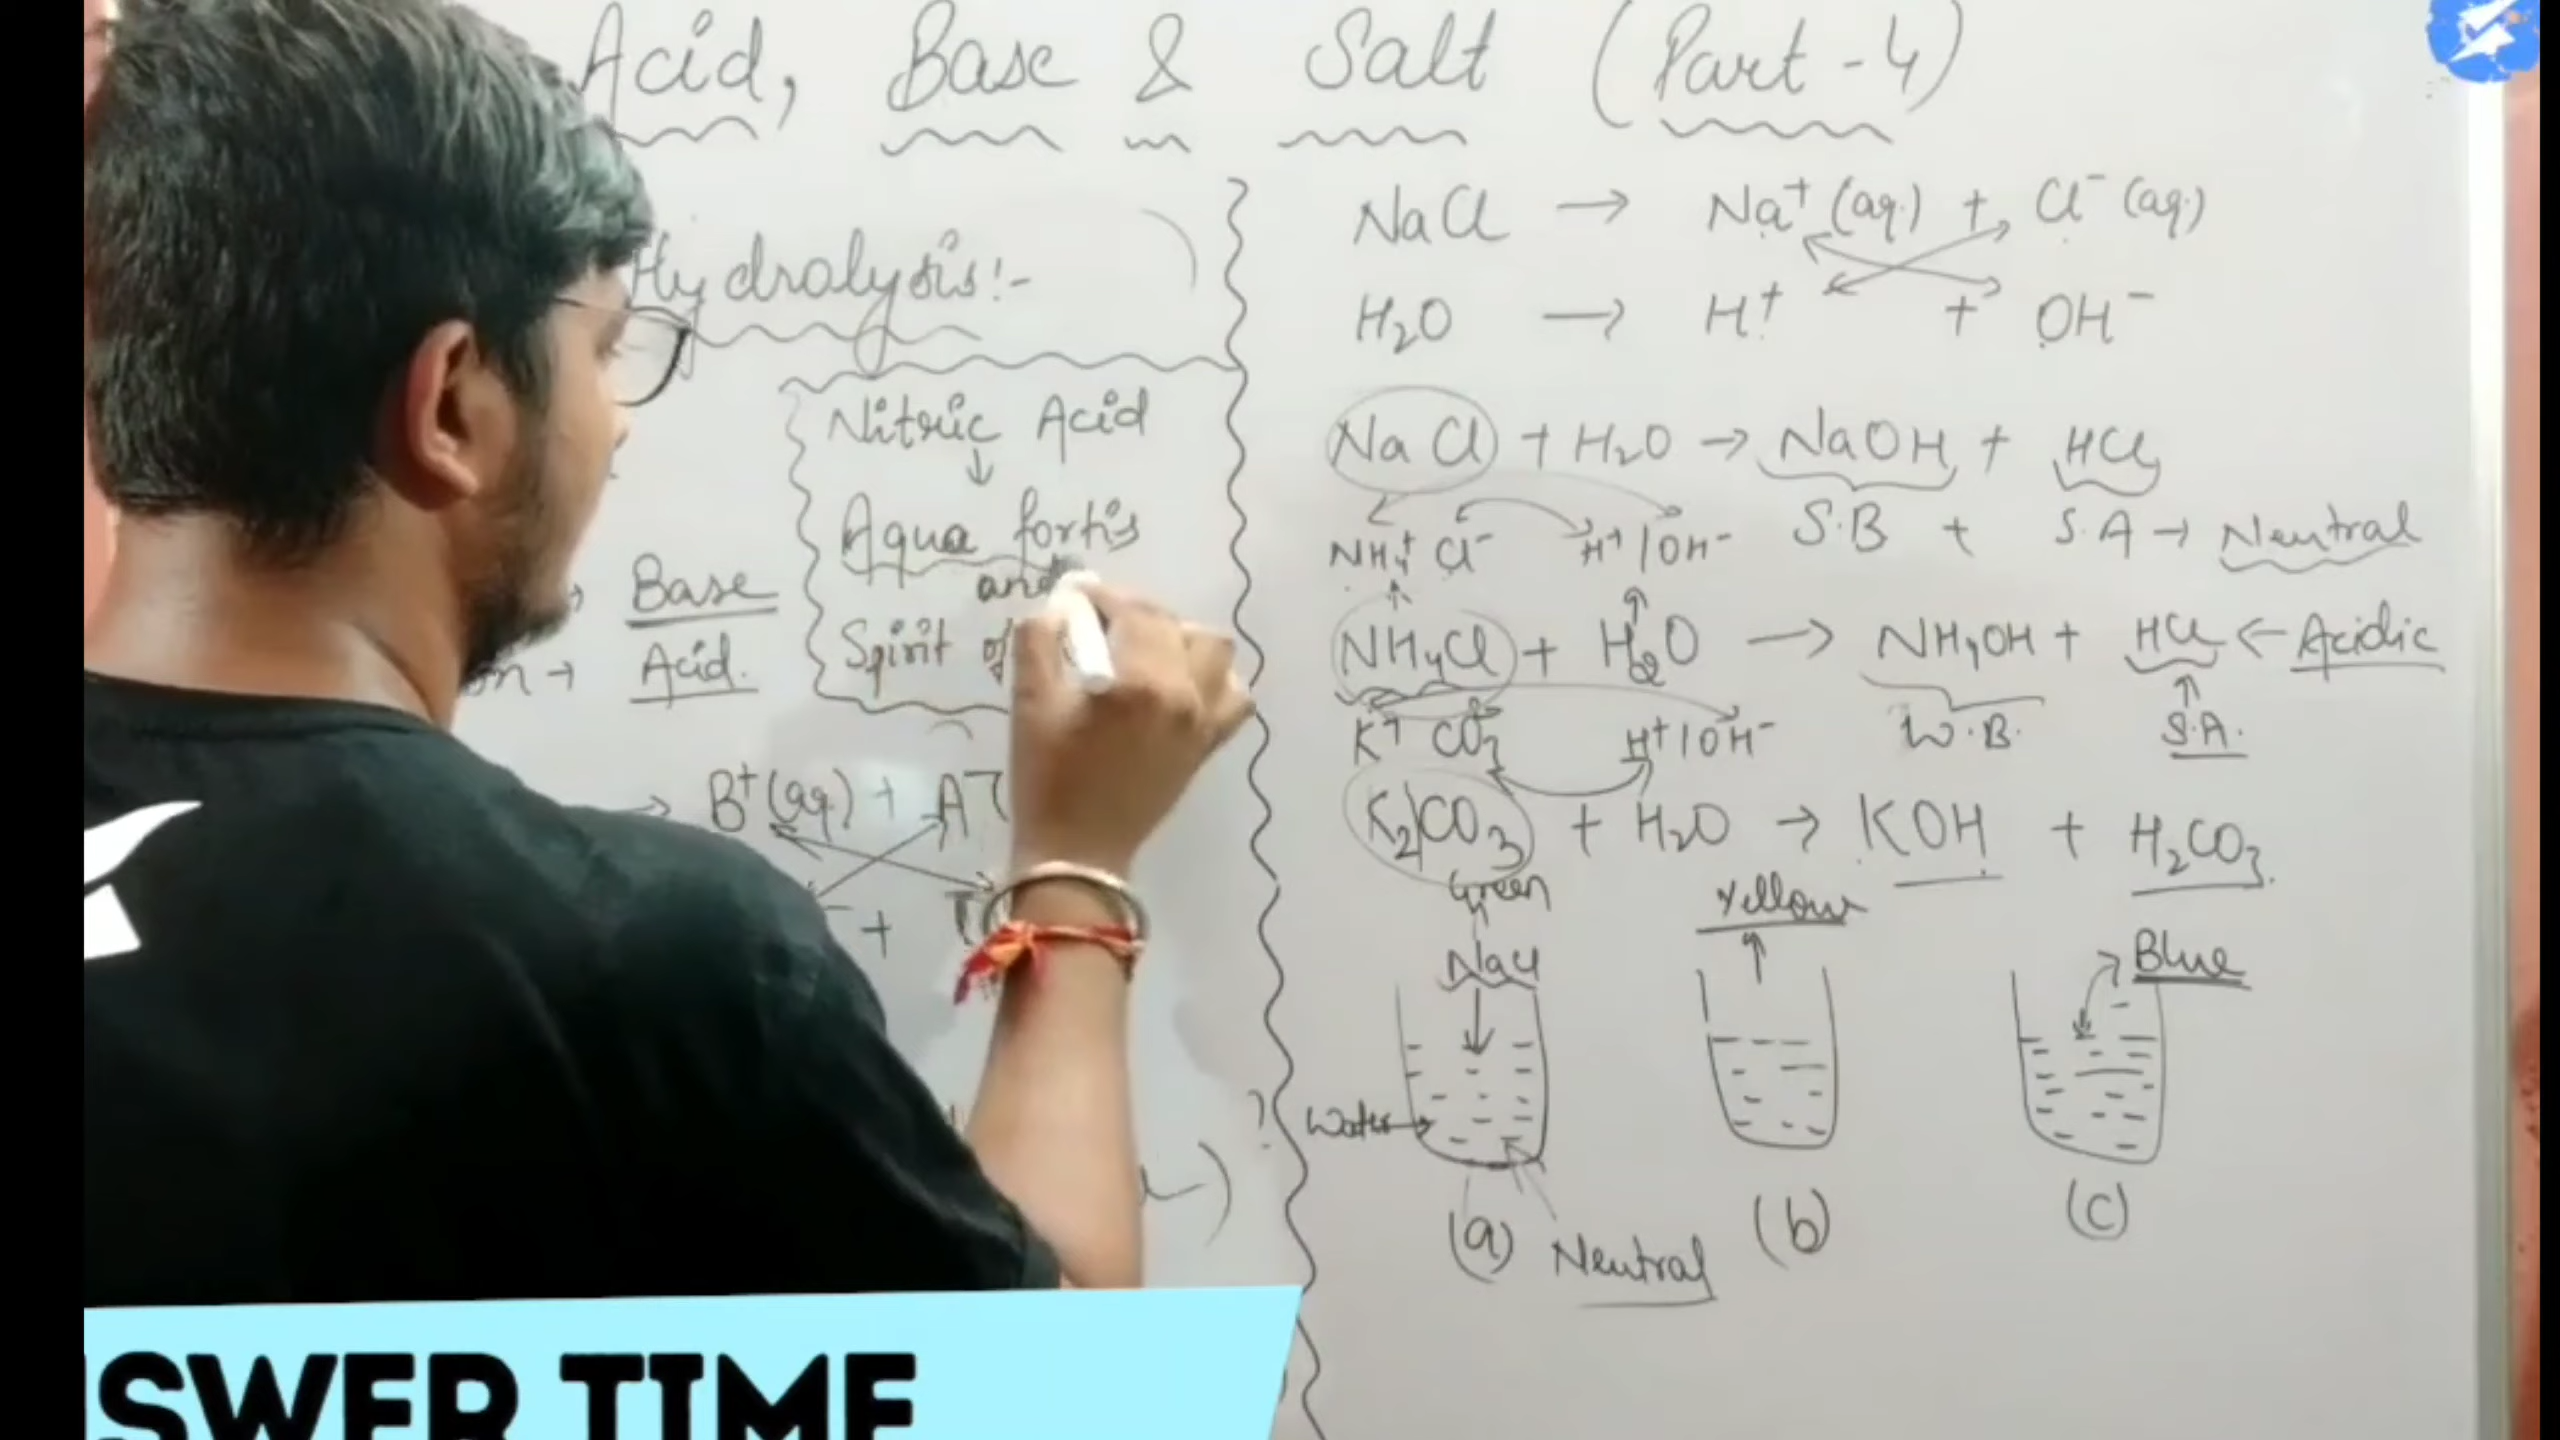 Acid, Base & Salt (Part-4)
Hydrolysis:-
Nitric Acid
↓
Aqua fortis
and
Spirit of
Base
Acid.
B⁺(aq.) + A⁻
+
NaCl → Na⁺(aq.) + Cl⁻(aq.)
H₂O → H⁺ + OH⁻
NaCl + H₂O → NaOH + HCl
S.B + S.A → Neutral
NH₄⁺ Cl⁻ H⁺/OH⁻
NH₄Cl + H₂O → NH₄OH + HCl ← Acidic
W.B. S.A.
K⁺ CO₃ H⁺/OH⁻
K₂CO₃ + H₂O → KOH + H₂CO₃
Green Yellow
NaCl Blue
Water→
(a) (b) (c)
Neutral
SWER TIME